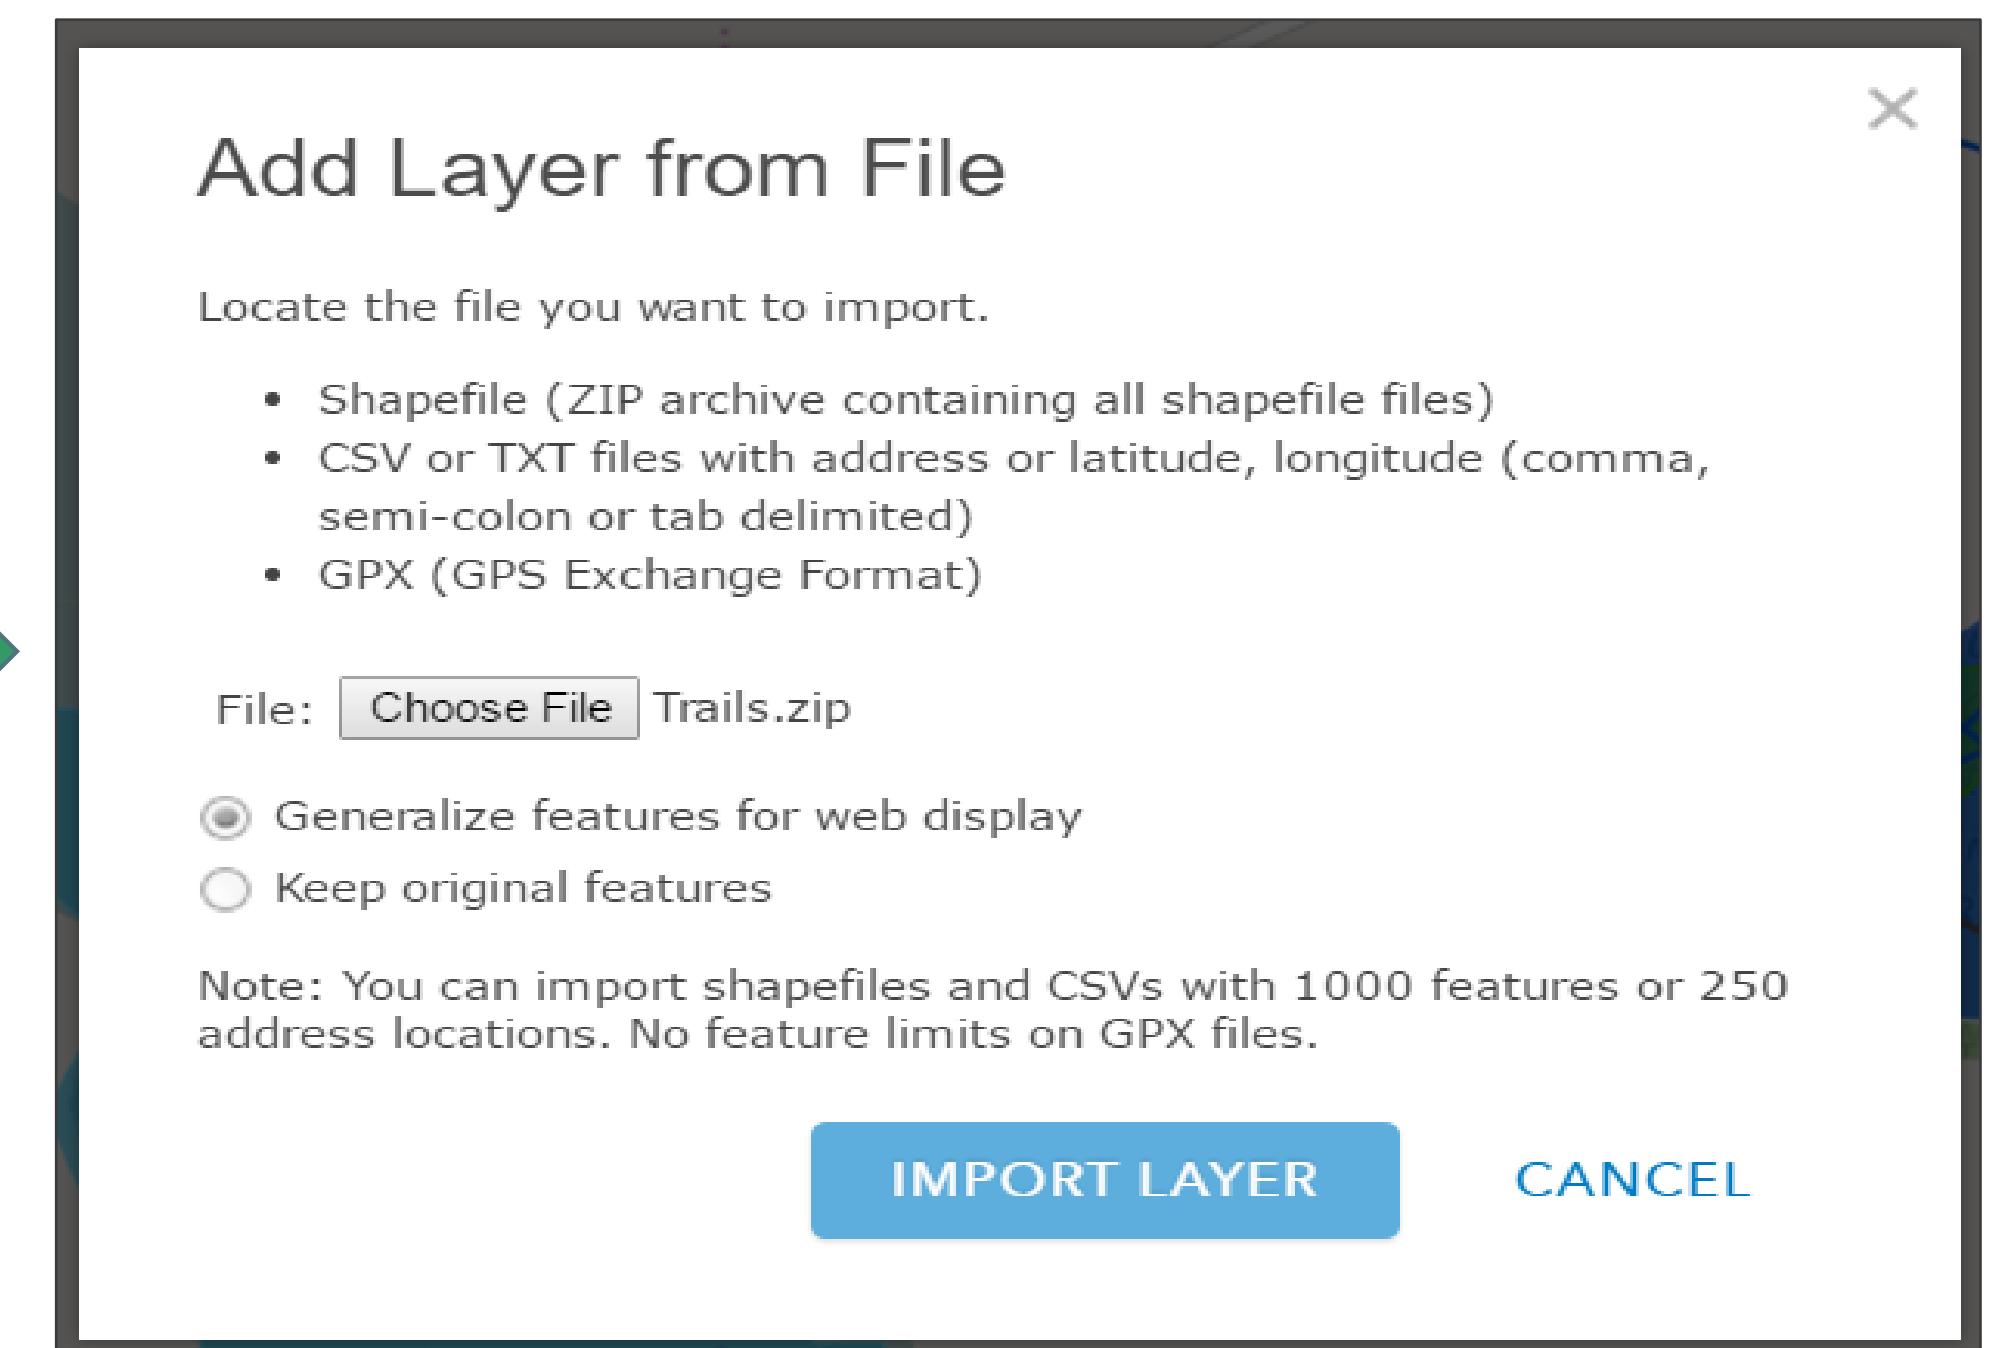 Add Layer from File
Locate the file you want to import.
• Shapefile (ZIP archive containing all shapefile files)
• CSV or TXT files with address or latitude, longitude (comma,
semi-colon or tab delimited)
• GPX (GPS Exchange Format)
File: Choose File Trails.zip
Generalize features for web display
Keep original features
Note: You can import shapefiles and CSVs with 1000 features or 250
address locations. No feature limits on GPX files.
IMPORT LAYER CANCEL